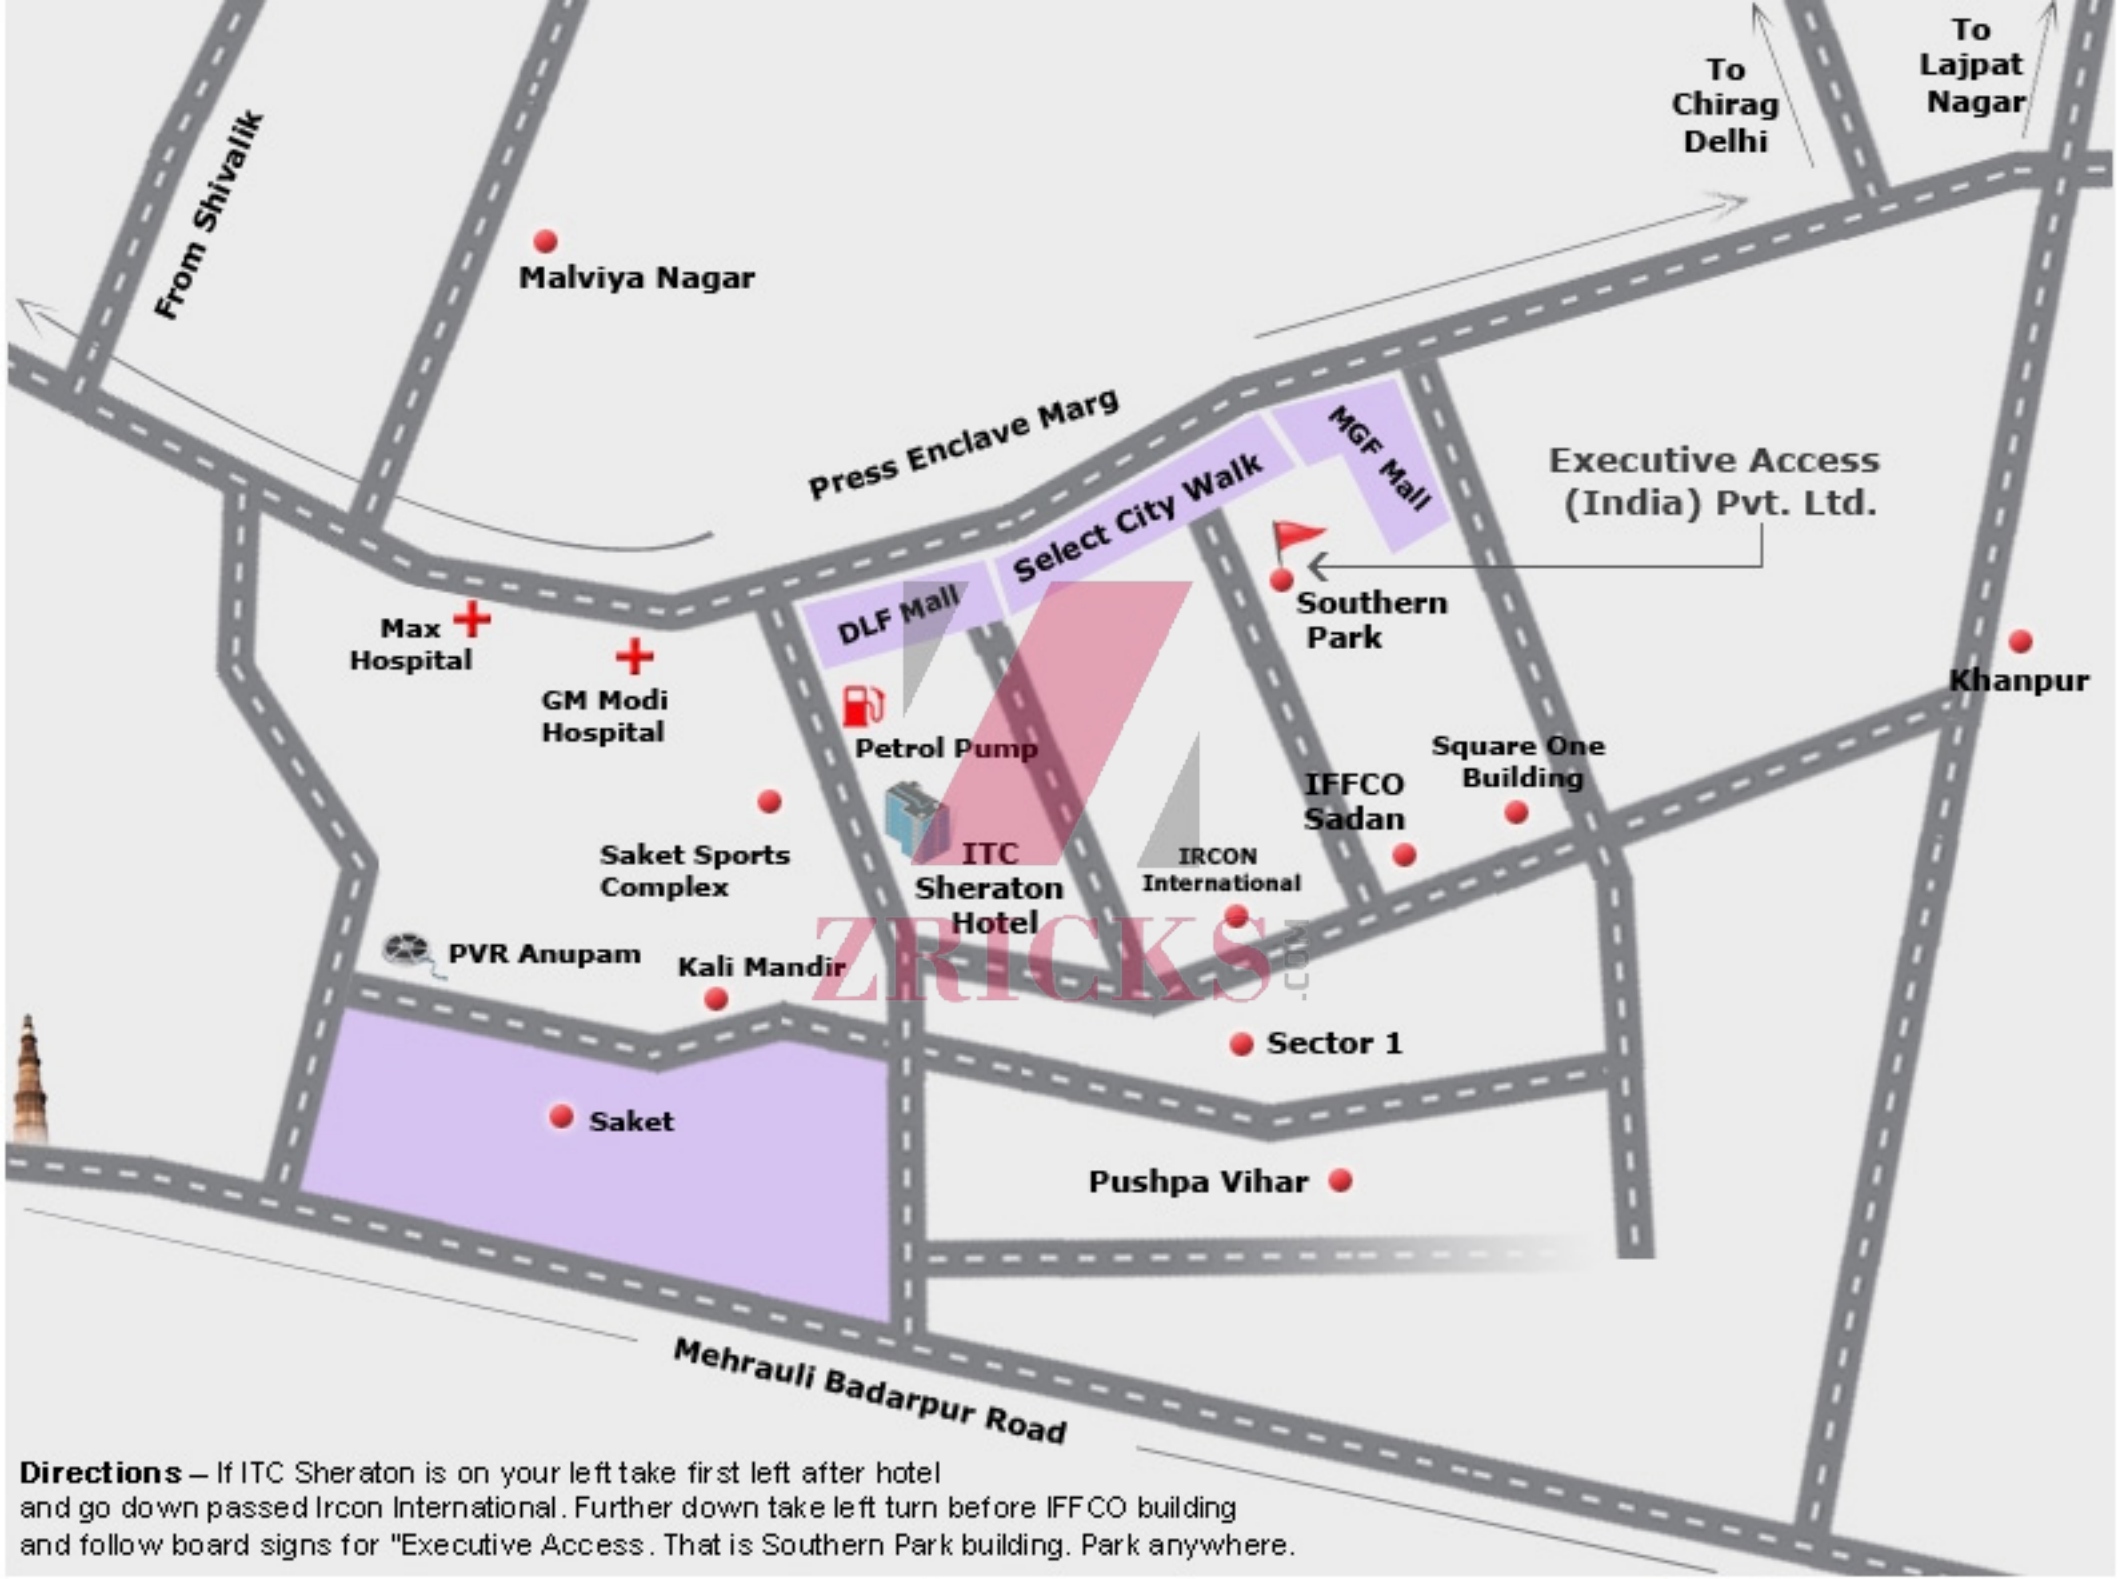 To
Chirag
Delhi
To
Lajpat
Nagar
From Shivalik
Malviya Nagar
Press Enclave Marg
MGF Mall
Select City Walk
DLF Mall
Executive Access
(India) Pvt. Ltd.
Southern
Park
Max
Hospital
GM Modi
Hospital
Khanpur
Petrol Pump
Square One
Building
IFFCO
Sadan
Saket Sports
Complex
ITC
Sheraton
Hotel
IRCON
International
PVR Anupam
Kali Mandir
ZRICKS
.COM
Sector 1
Saket
Pushpa Vihar
Mehrauli Badarpur Road
Directions – If ITC Sheraton is on your left take first left after hotel
and go down passed Ircon International. Further down take left turn before IFFCO building
and follow board signs for "Executive Access. That is Southern Park building. Park anywhere.